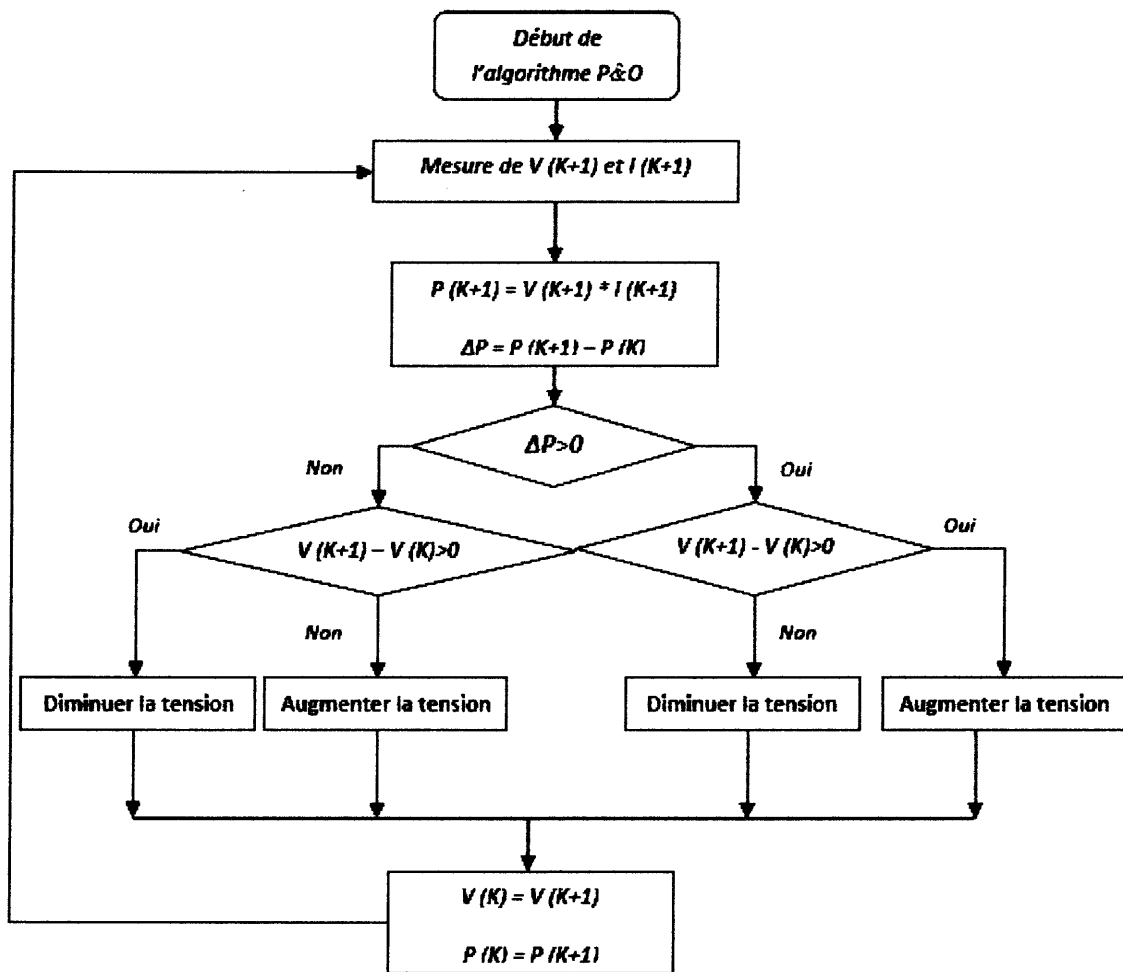 Début de
l'algorithme P&O
Mesure de V (K+1) et I (K+1)
P (K+1) = V (K+1) * I (K+1)
ΔP = P (K+1) – P (K)
ΔP>0
Non
Oui
Oui
V (K+1) – V (K)>0
V (K+1) - V (K)>0
Oui
Non
Non
Diminuer la tension
Augmenter la tension
Diminuer la tension
Augmenter la tension
V (K) = V (K+1)
P (K) = P (K+1)